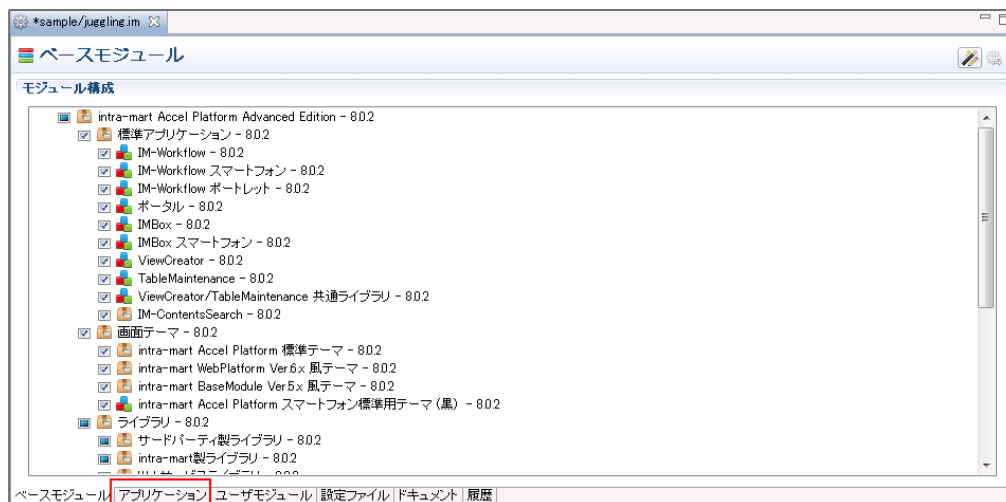 *sample/juggling.im
ベースモジュール
モジュール構成
intra-mart Accel Platform Advanced Edition - 8.0.2
標準アプリケーション - 8.0.2
IM-Workflow - 8.0.2
IM-Workflow スマートフォン - 8.0.2
IM-Workflow ポートレット - 8.0.2
ポータル - 8.0.2
IMBox - 8.0.2
IMBox スマートフォン - 8.0.2
ViewCreator - 8.0.2
TableMaintenance - 8.0.2
ViewCreator/TableMaintenance 共通ライブラリ - 8.0.2
IM-ContentsSearch - 8.0.2
画面テーマ - 8.0.2
intra-mart Accel Platform 標準テーマ - 8.0.2
intra-mart WebPlatform Ver.6.x 風テーマ - 8.0.2
intra-mart BaseModule Ver.5.x 風テーマ - 8.0.2
intra-mart Accel Platform スマートフォン標準用テーマ (黒) - 8.0.2
ライブラリ - 8.0.2
サードパーティ製ライブラリ - 8.0.2
intra-mart製ライブラリ - 8.0.2
ベースモジュール アプリケーション ユーザモジュール 設定ファイル ドキュメント 履歴